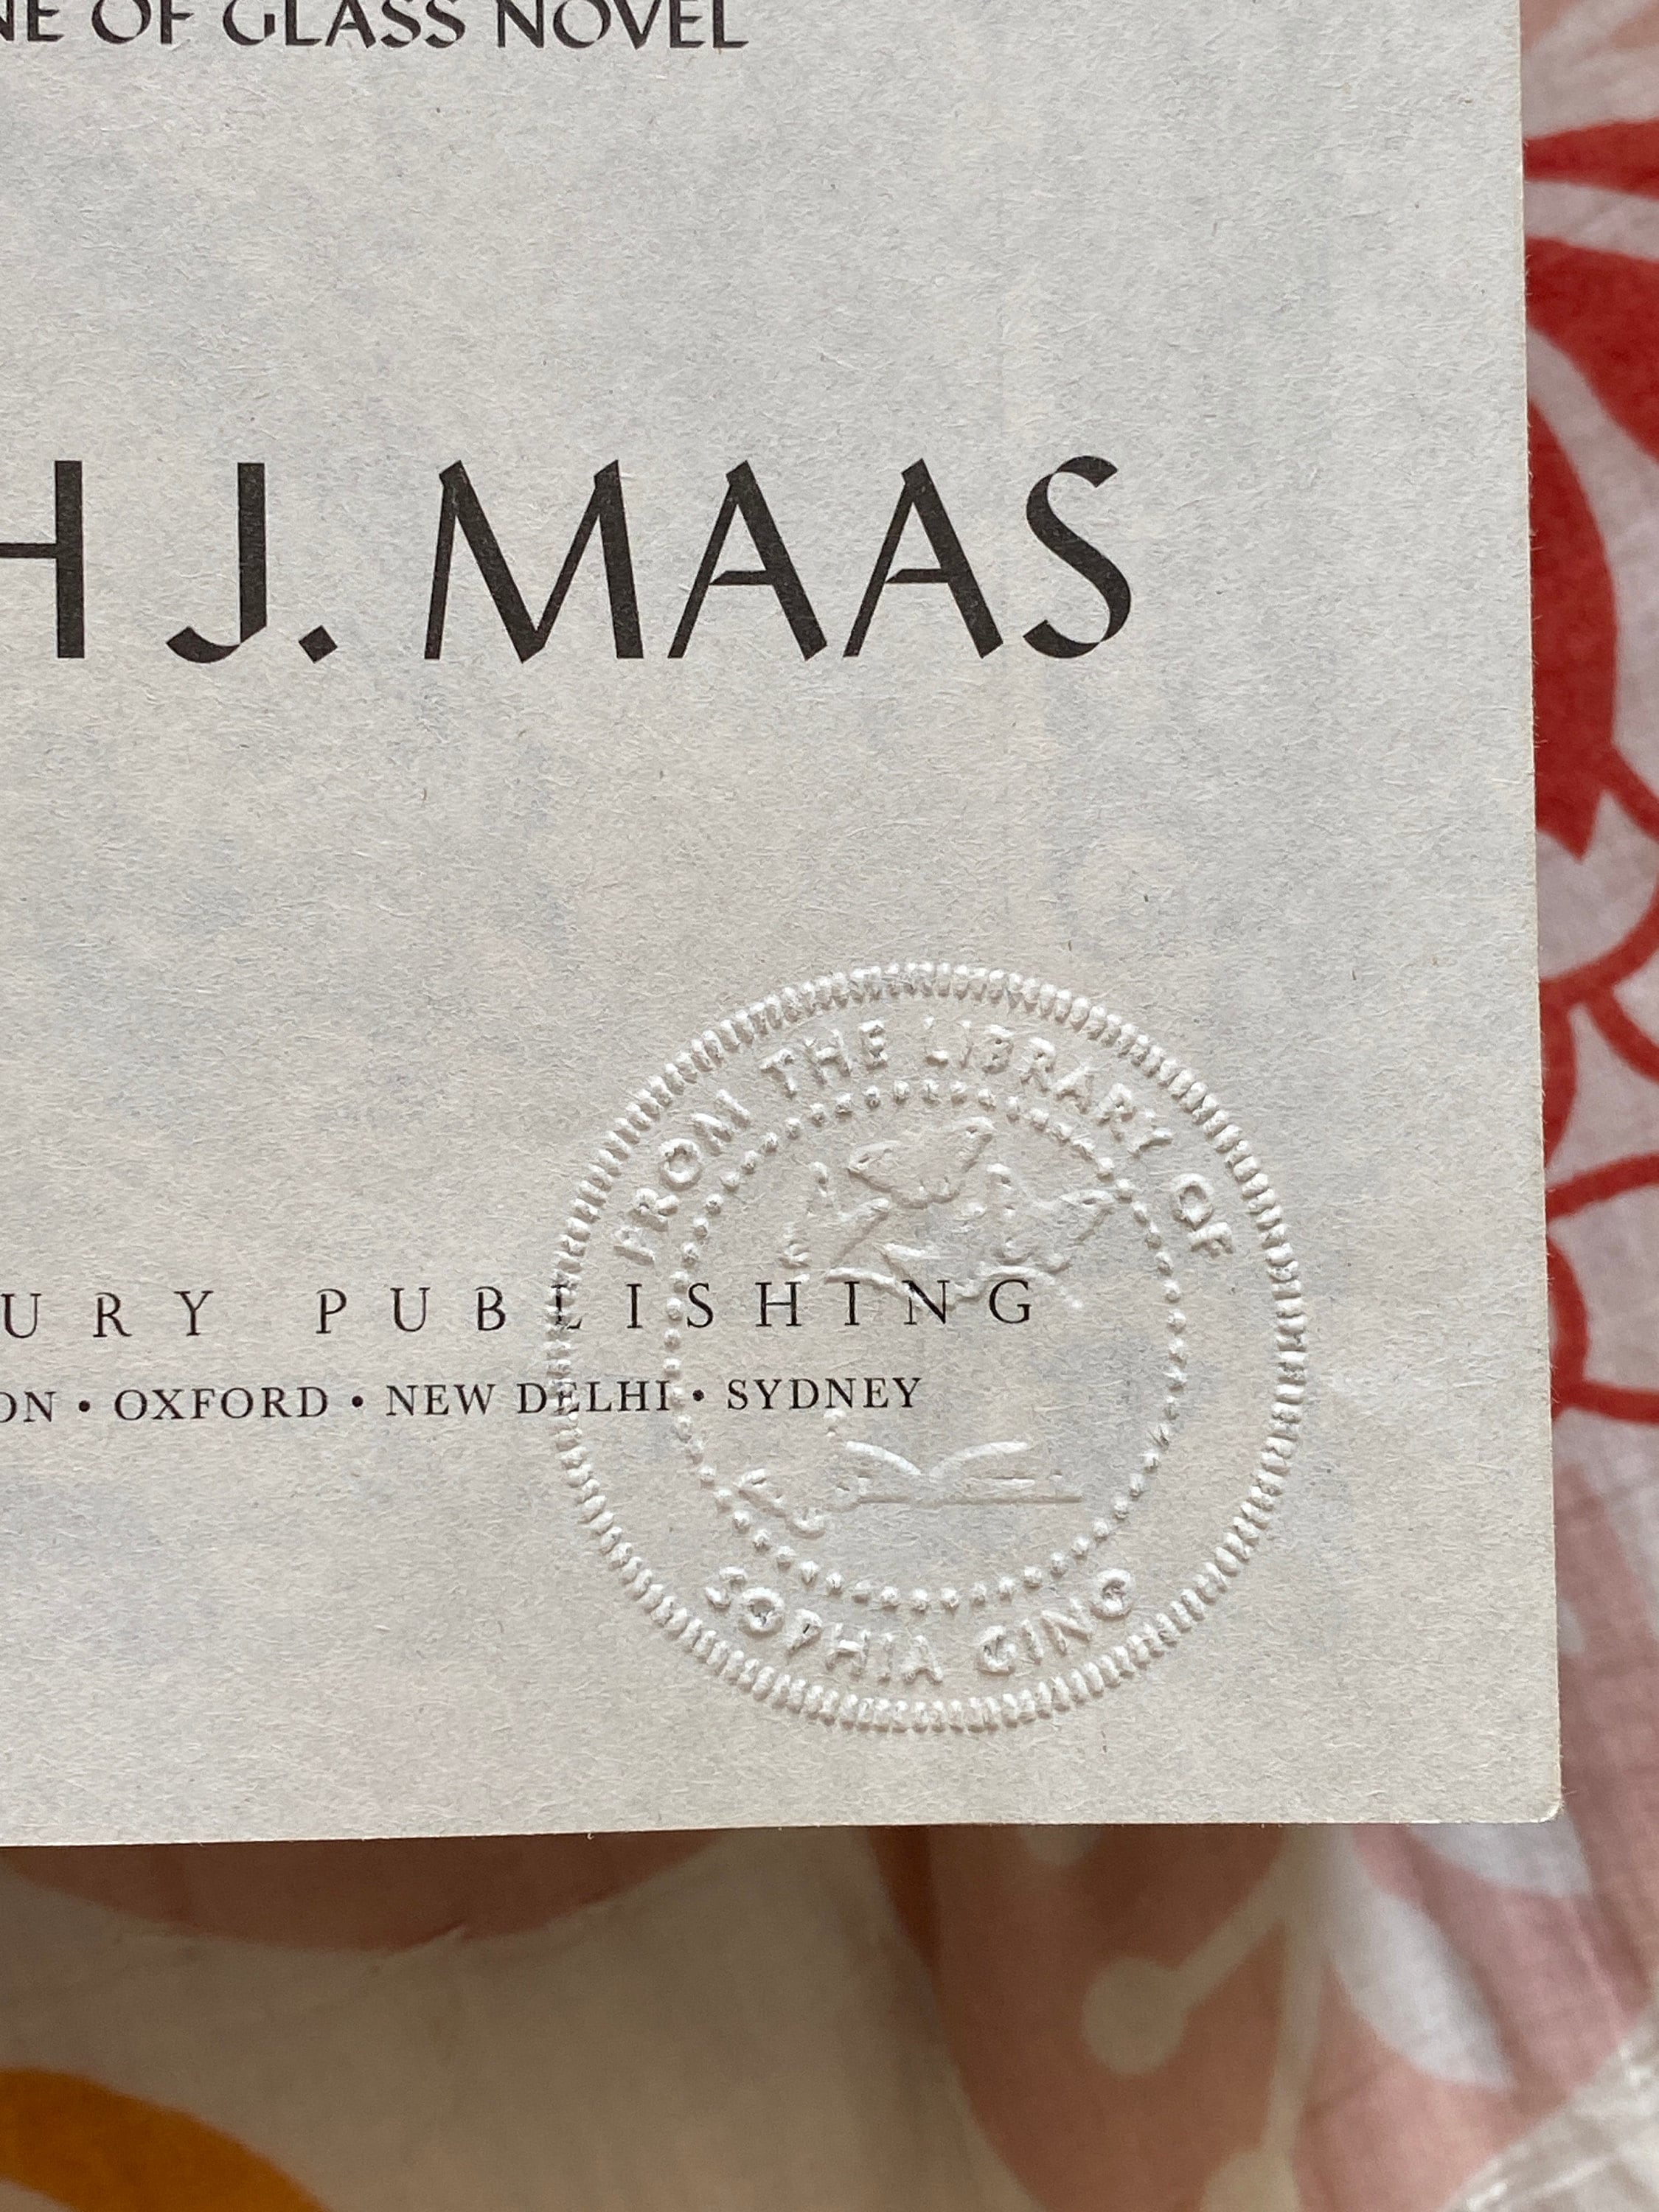 NE OF GLASS NOVEL
H J. MAAS
URY PUBLISHING
ON • OXFORD • NEW DELHI • SYDNEY
FROM THE LIBRARY OF
SOPHIA GING